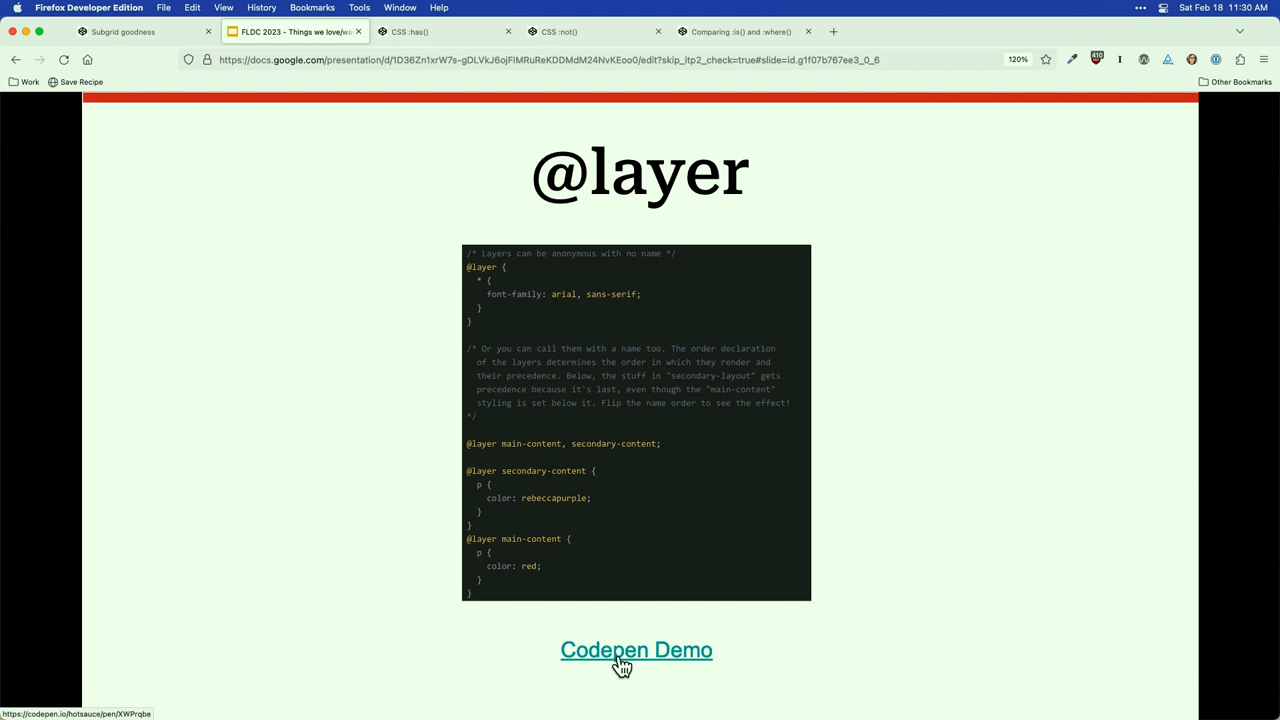 Firefox Developer Edition File Edit View History Bookmarks Tools Window Help ••• Sat Feb 18 11:30 AM
Subgrid goodness × FLDC 2023 - Things we love/wa × CSS :has() × CSS :not() × Comparing :is() and :where() × +
https://docs.google.com/presentation/d/1D36Zn1xrW7s-gDLVkJ6ojFIMRuReKDDMdM24NvKEoo0/edit?skip_itp2_check=true#slide=id.g1f07b767ee3_0_6 120% 410
Work Save Recipe Other Bookmarks
@layer
/* Layers can be anonymous with no name */
@layer {
* {
font-family: arial, sans-serif;
}
}
/* Or you can call them with a name too. The order declaration
of the layers determines the order in which they render and
their precedence. Below, the stuff in "secondary-layout" gets
precedence because it's last, even though the "main-content"
styling is set below it. Flip the name order to see the effect!
*/
@layer main-content, secondary-content;
@layer secondary-content {
p {
color: rebeccapurple;
}
}
@layer main-content {
p {
color: red;
}
}
Codepen Demo
https://codepen.io/hotsauce/pen/XWPrqbe